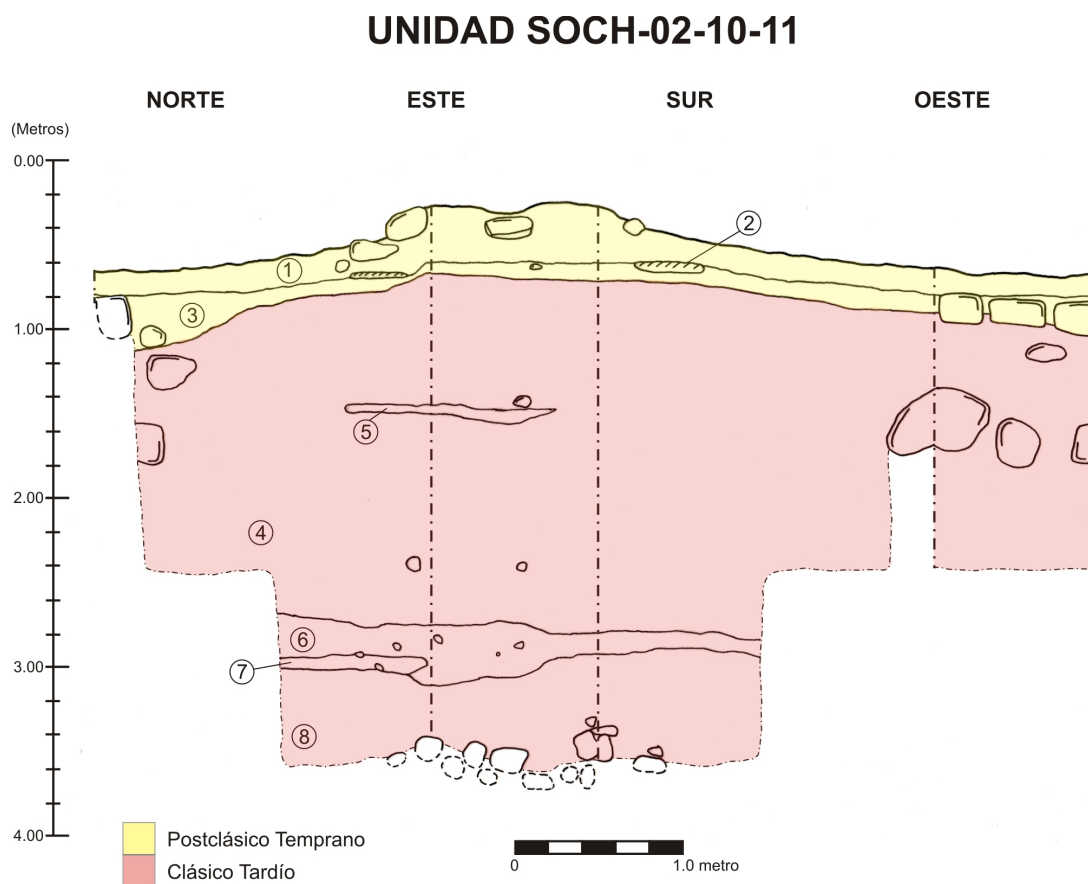 UNIDAD SOCH-02-10-11
NORTE ESTE SUR OESTE
(Metros)
0.00
2
1
3
1.00
5
2.00
4
6
7
3.00
8
4.00
Postclásico Temprano
Clásico Tardío
0 1.0 metro